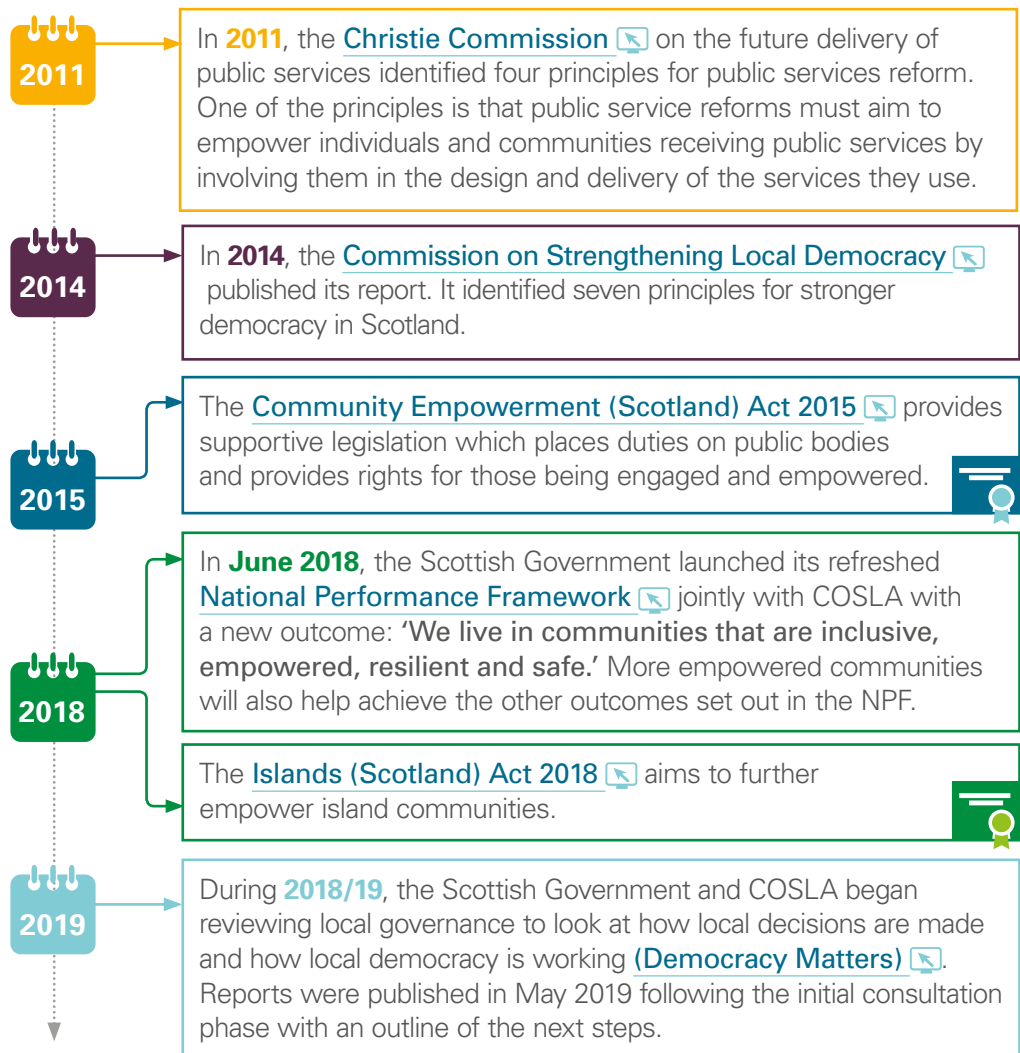 2011
In 2011, the Christie Commission on the future delivery of
public services identified four principles for public services reform.
One of the principles is that public service reforms must aim to
empower individuals and communities receiving public services by
involving them in the design and delivery of the services they use.
2014
In 2014, the Commission on Strengthening Local Democracy
published its report. It identified seven principles for stronger
democracy in Scotland.
2015
The Community Empowerment (Scotland) Act 2015 provides
supportive legislation which places duties on public bodies
and provides rights for those being engaged and empowered.
2018
In June 2018, the Scottish Government launched its refreshed
National Performance Framework jointly with COSLA with
a new outcome: ‘We live in communities that are inclusive,
empowered, resilient and safe.’ More empowered communities
will also help achieve the other outcomes set out in the NPF.
The Islands (Scotland) Act 2018 aims to further
empower island communities.
2019
During 2018/19, the Scottish Government and COSLA began
reviewing local governance to look at how local decisions are made
and how local democracy is working (Democracy Matters).
Reports were published in May 2019 following the initial consultation
phase with an outline of the next steps.